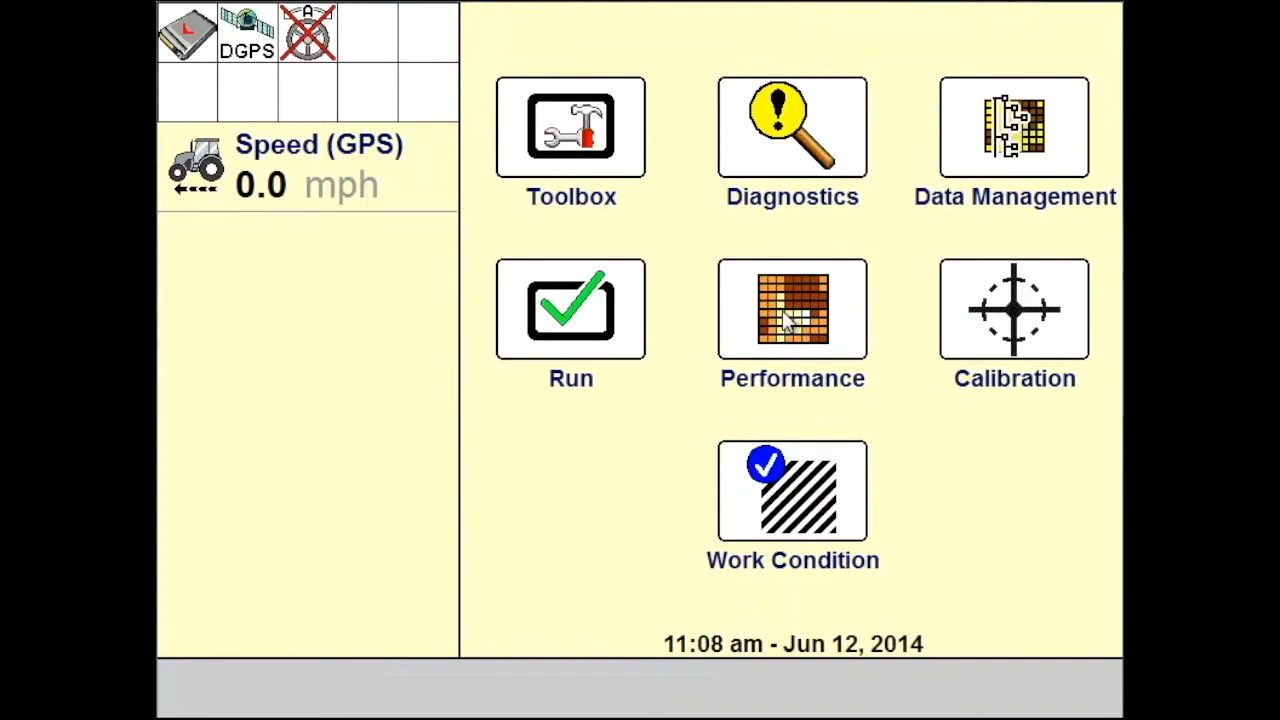 L
DGPS
A
Speed (GPS)
0.0 mph
Toolbox
Diagnostics
Data Management
Run
Performance
Calibration
Work Condition
11:08 am - Jun 12, 2014